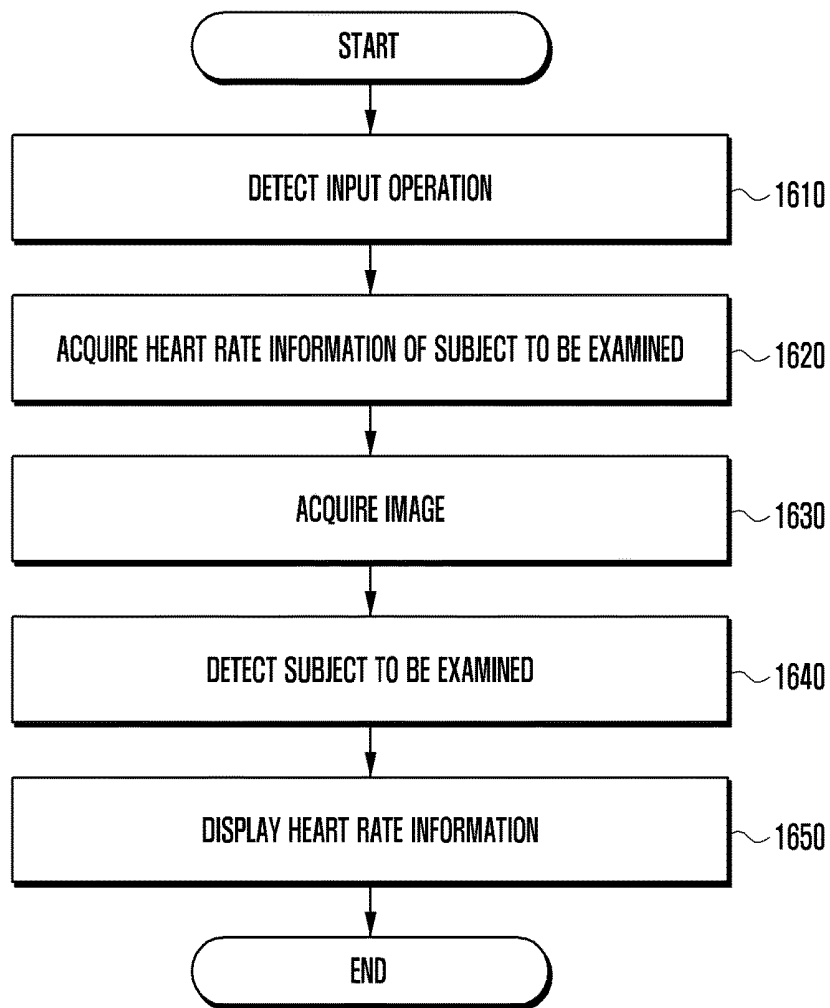 START
DETECT INPUT OPERATION
1610
ACQUIRE HEART RATE INFORMATION OF SUBJECT TO BE EXAMINED
1620
ACQUIRE IMAGE
1630
DETECT SUBJECT TO BE EXAMINED
1640
DISPLAY HEART RATE INFORMATION
1650
END